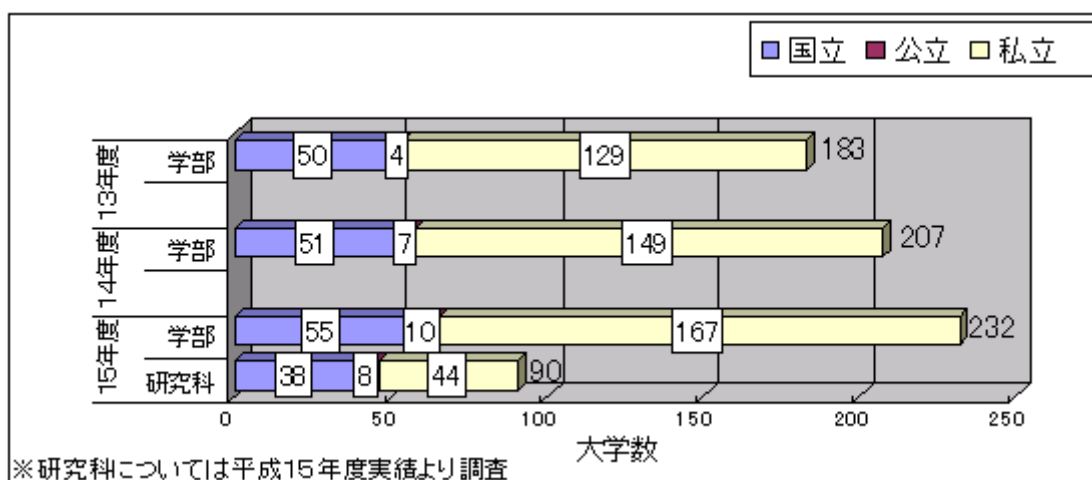 国立 公立 私立
13年度
学部 50 4 129 183
14年度
学部 51 7 149 207
15年度
学部 55 10 167 232
研究科 38 8 44 90
0 50 100 150 200 250
大学数
※研究科については平成15年度実績より調査